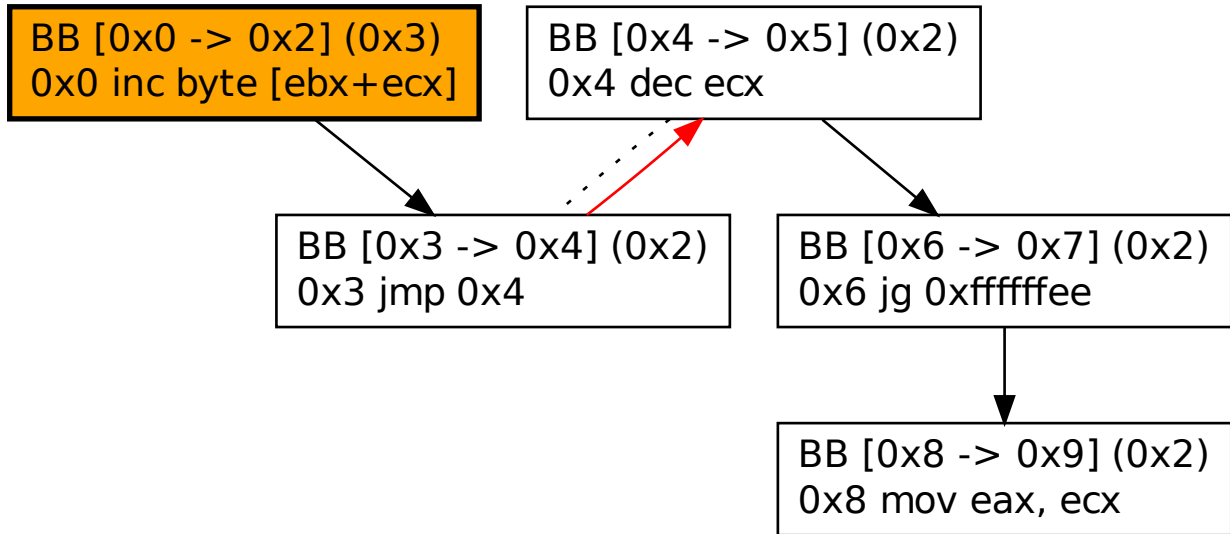 BB [0x0 -> 0x2] (0x3)
0x0 inc byte [ebx+ecx]
BB [0x4 -> 0x5] (0x2)
0x4 dec ecx
BB [0x3 -> 0x4] (0x2)
0x3 jmp 0x4
BB [0x6 -> 0x7] (0x2)
0x6 jg 0xffffffee
BB [0x8 -> 0x9] (0x2)
0x8 mov eax, ecx